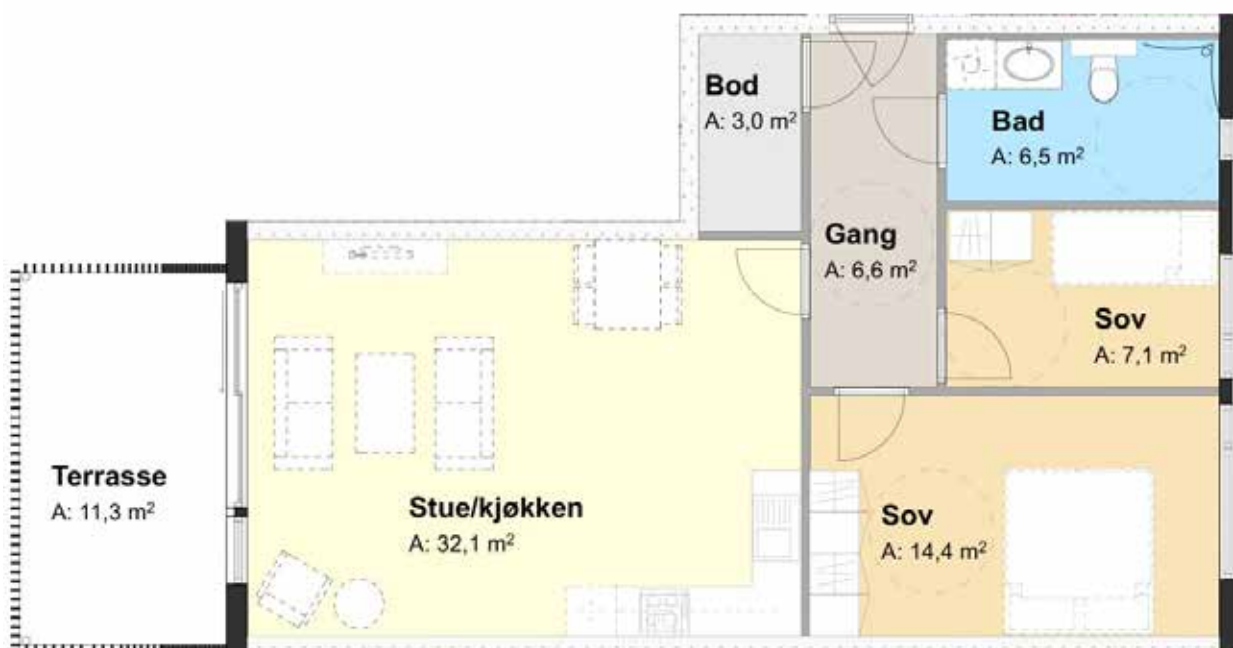 Bod
A: 3,0 m²
Bad
A: 6,5 m²
Gang
A: 6,6 m²
Sov
A: 7,1 m²
Terrasse
A: 11,3 m²
Stue/kjøkken
A: 32,1 m²
Sov
A: 14,4 m²